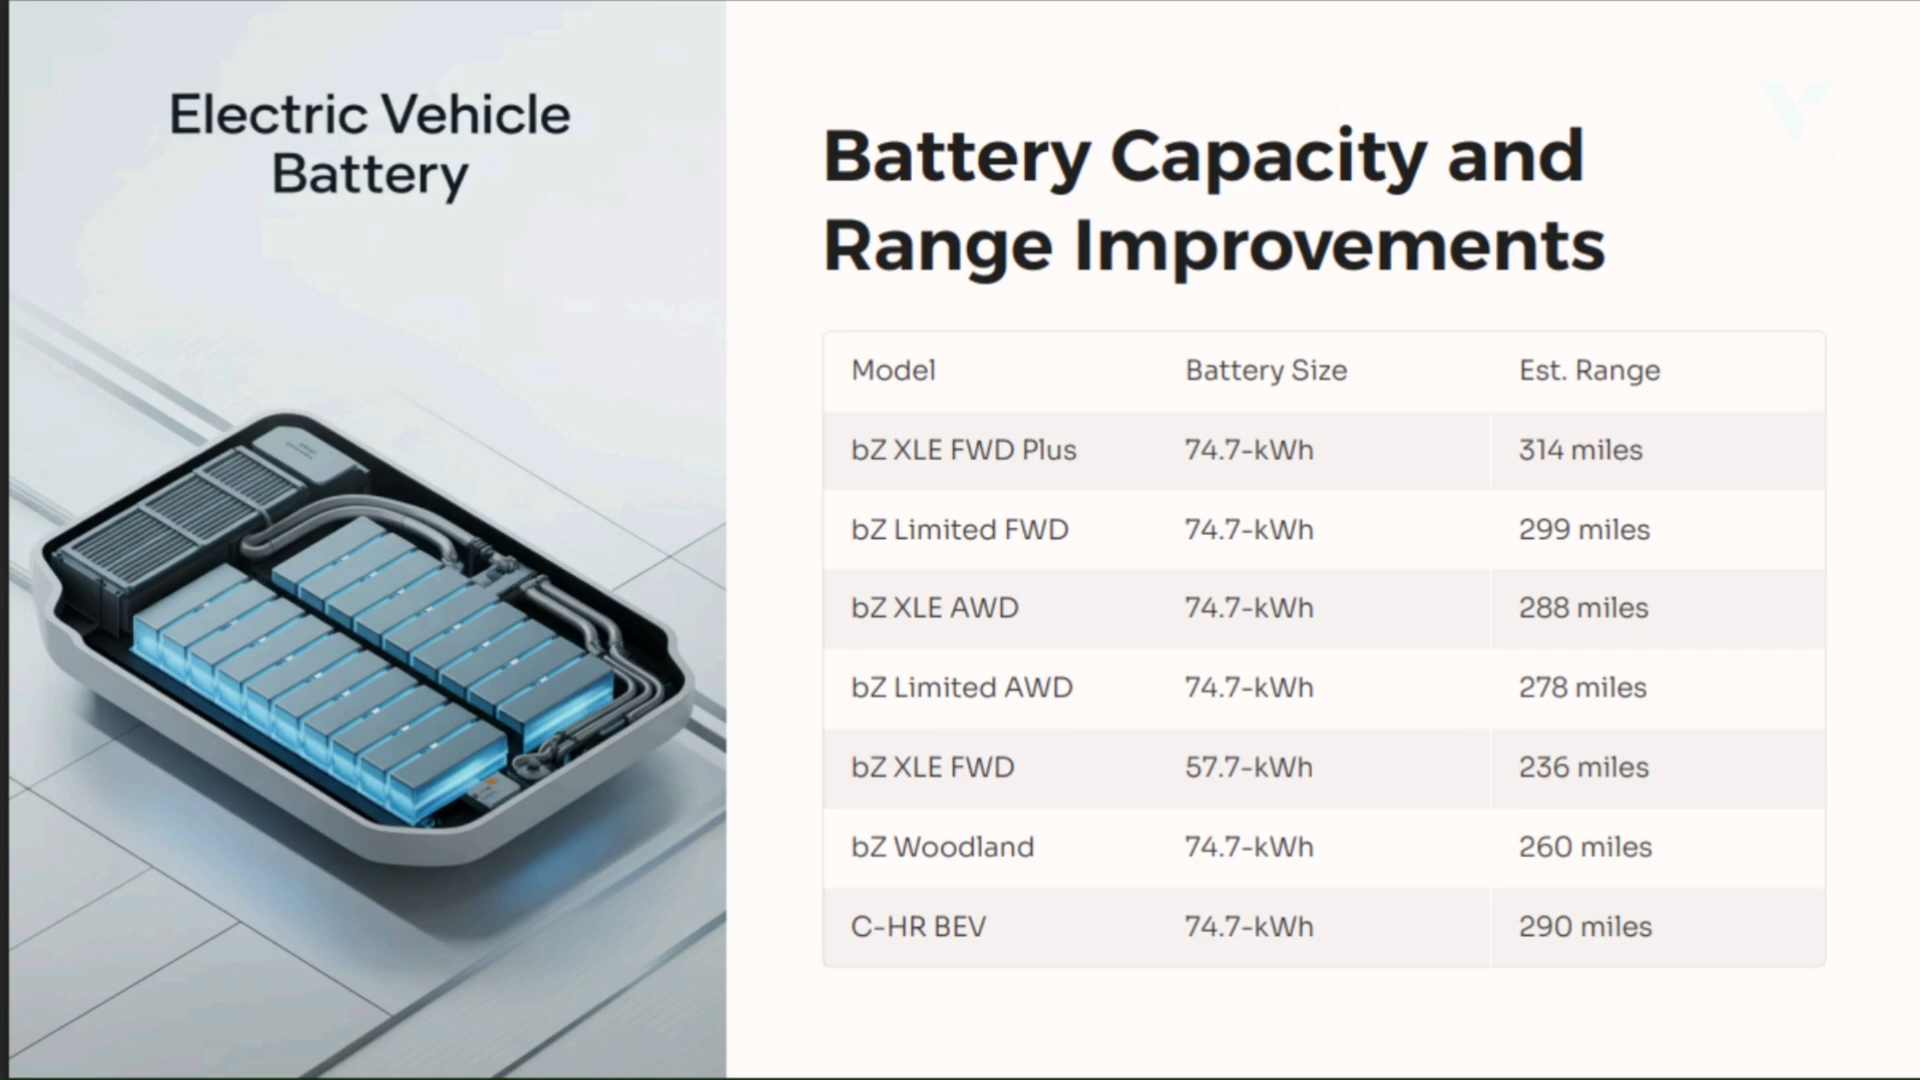 Electric Vehicle
Battery
Battery Capacity and
Range Improvements
Model Battery Size Est. Range
bZ XLE FWD Plus 74.7-kWh 314 miles
bZ Limited FWD 74.7-kWh 299 miles
bZ XLE AWD 74.7-kWh 288 miles
bZ Limited AWD 74.7-kWh 278 miles
bZ XLE FWD 57.7-kWh 236 miles
bZ Woodland 74.7-kWh 260 miles
C-HR BEV 74.7-kWh 290 miles